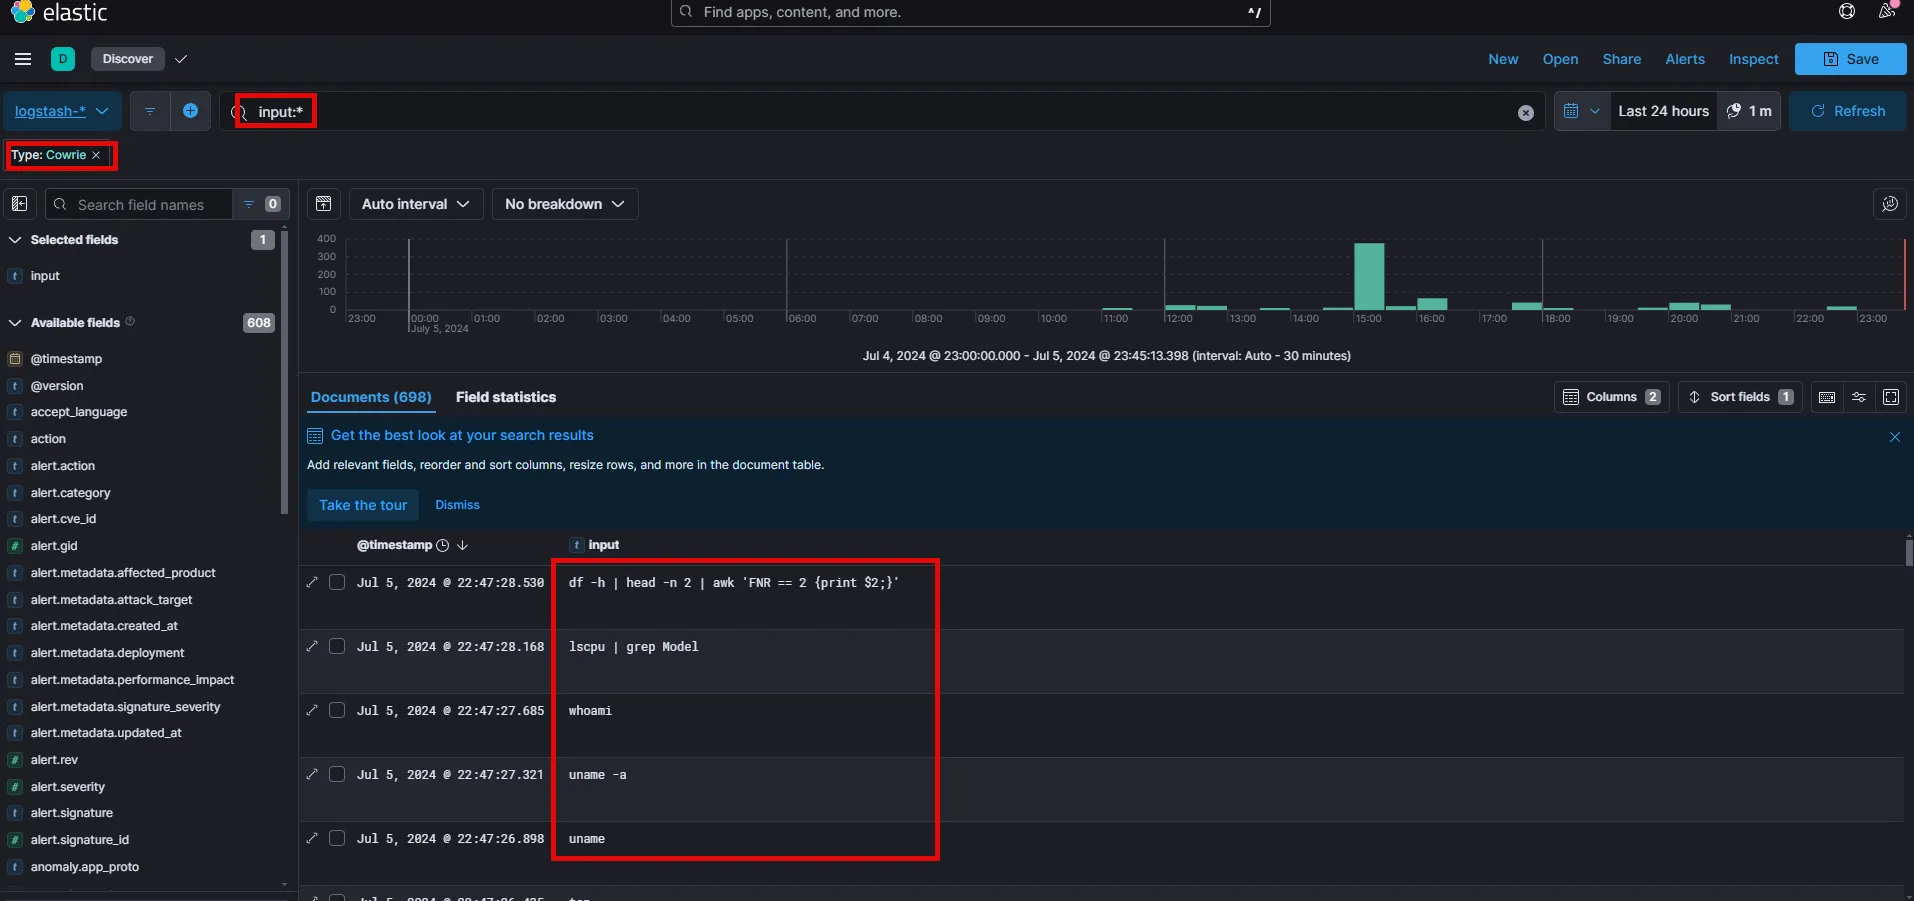 elastic
Find apps, content, and more.
^/
D
Discover
New
Open
Share
Alerts
Inspect
Save
logstash-*
input:*
Last 24 hours
1 m
Refresh
Type: Cowrie ×
Search field names
0
Auto interval
No breakdown
Selected fields
1
t input
Available fields
608
@timestamp
t @version
t accept_language
t action
t alert.action
t alert.category
t alert.cve_id
# alert.gid
t alert.metadata.affected_product
t alert.metadata.attack_target
t alert.metadata.created_at
t alert.metadata.deployment
t alert.metadata.performance_impact
t alert.metadata.signature_severity
t alert.metadata.updated_at
# alert.rev
# alert.severity
t alert.signature
# alert.signature_id
t anomaly.app_proto
400
300
200
100
0
23:00 00:00 01:00 02:00 03:00 04:00 05:00 06:00 07:00 08:00 09:00 10:00 11:00 12:00 13:00 14:00 15:00 16:00 17:00 18:00 19:00 20:00 21:00 22:00 23:00
July 5, 2024
Jul 4, 2024 @ 23:00:00.000 - Jul 5, 2024 @ 23:45:13.398 (interval: Auto - 30 minutes)
Documents (698)
Field statistics
Columns 2
Sort fields 1
Get the best look at your search results
Add relevant fields, reorder and sort columns, resize rows, and more in the document table.
Take the tour
Dismiss
@timestamp
t input
Jul 5, 2024 @ 22:47:28.530 df -h | head -n 2 | awk 'FNR == 2 {print $2;}'
Jul 5, 2024 @ 22:47:28.168 lscpu | grep Model
Jul 5, 2024 @ 22:47:27.685 whoami
Jul 5, 2024 @ 22:47:27.321 uname -a
Jul 5, 2024 @ 22:47:26.898 uname